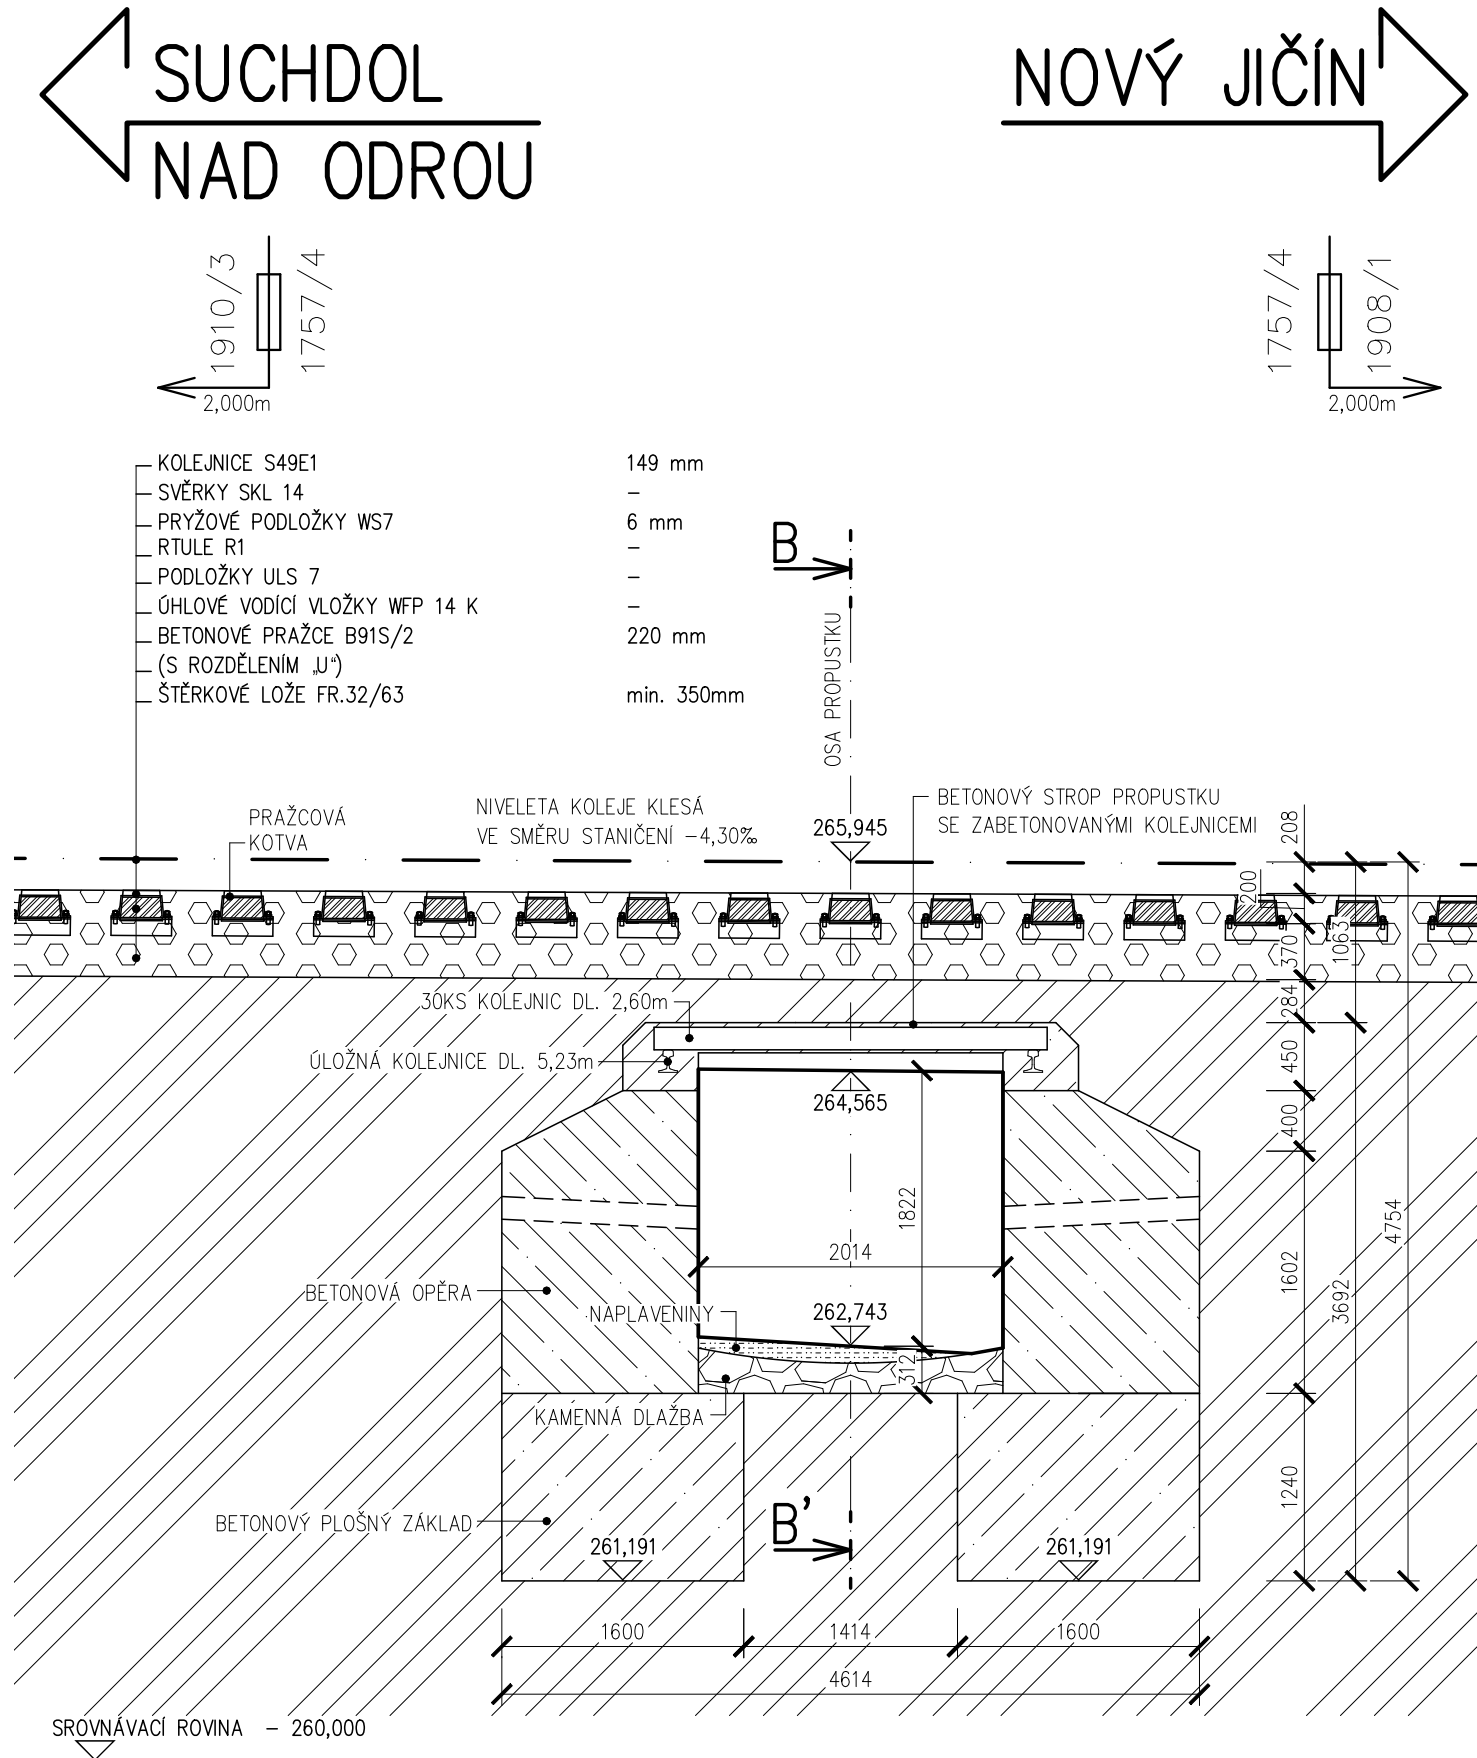 SUCHDOL
NAD ODROU
NOVÝ JIČÍN
1910/3
1757/4
2,000m
1757/4
1908/1
2,000m
KOLEJNICE S49E1 149 mm
SVĚRKY SKL 14 –
PRYŽOVÉ PODLOŽKY WS7 6 mm
RTULE R1 –
PODLOŽKY ULS 7 –
ÚHLOVÉ VODÍCÍ VLOŽKY WFP 14 K –
BETONOVÉ PRAŽCE B91S/2 220 mm
(S ROZDĚLENÍM „U“)
ŠTĚRKOVÉ LOŽE FR.32/63 min. 350mm
B
OSA PROPUSTKU
PRAŽCOVÁ
KOTVA
NIVELETA KOLEJE KLESÁ
VE SMĚRU STANIČENÍ –4,30‰
265,945
BETONOVÝ STROP PROPUSTKU
SE ZABETONOVANÝMI KOLEJNICEMI
208
200
370
1063
284
30KS KOLEJNIC DL. 2,60m
ÚLOŽNÁ KOLEJNICE DL. 5,23m
450
264,565
400
1822
4754
2014
1602
3692
BETONOVÁ OPĚRA
NAPLAVENINY
262,743
312
KAMENNÁ DLAŽBA
1240
BETONOVÝ PLOŠNÝ ZÁKLAD
B'
261,191
261,191
1600
1414
1600
4614
SROVNÁVACÍ ROVINA – 260,000